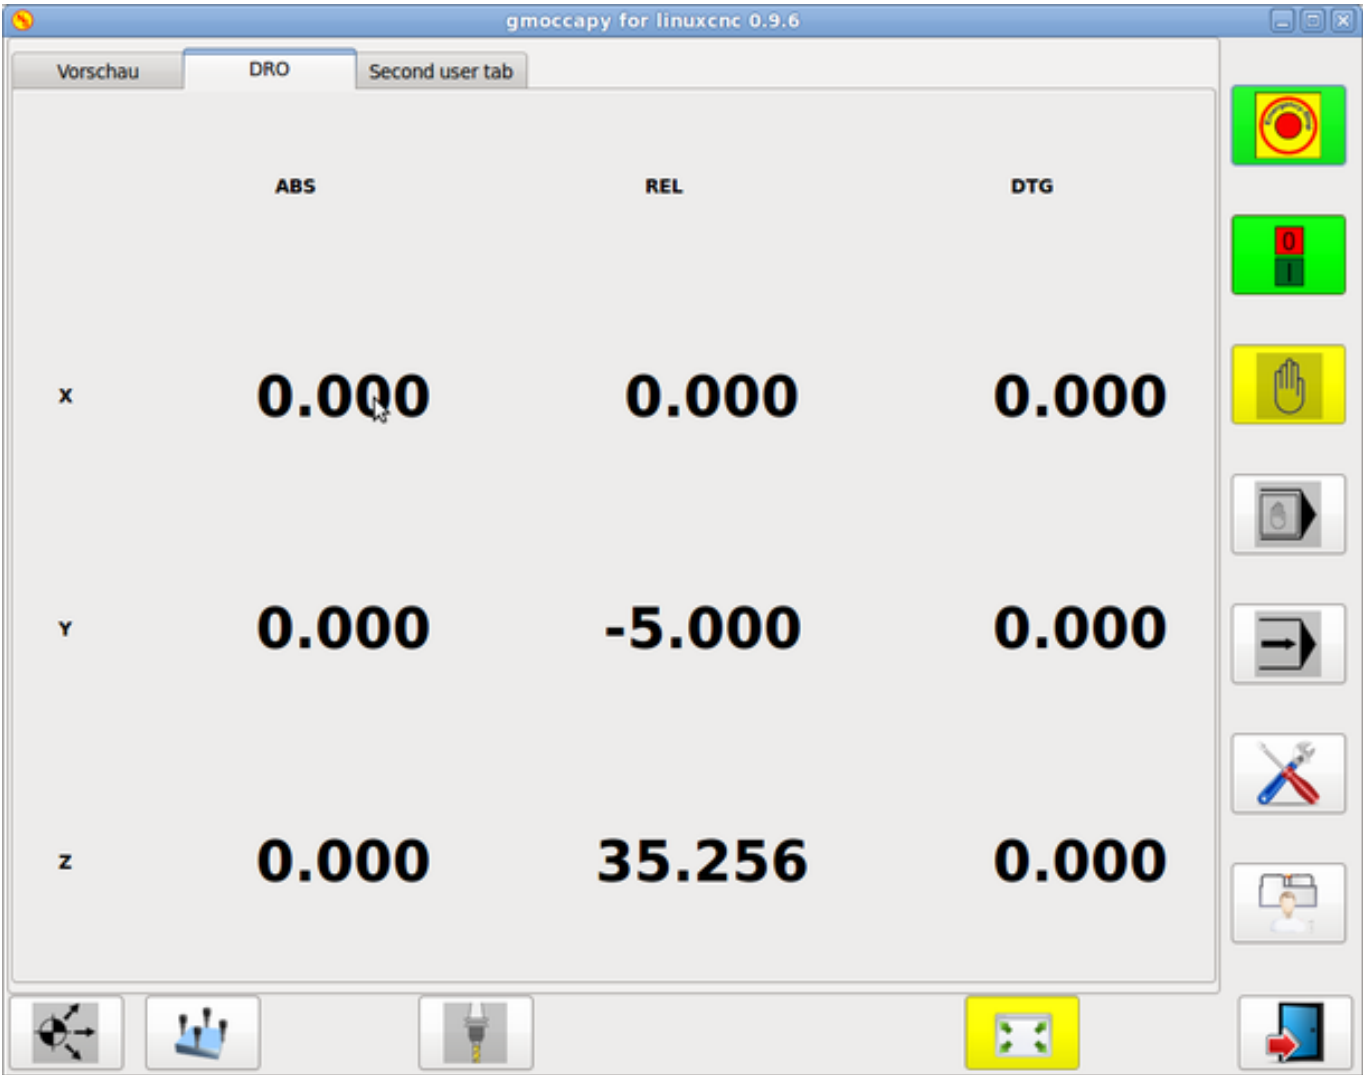 gmoccapy for linuxcnc 0.9.6
Vorschau DRO Second user tab
ABS REL DTG
X 0.000 0.000 0.000
0
I
Y 0.000 -5.000 0.000
Z 0.000 35.256 0.000